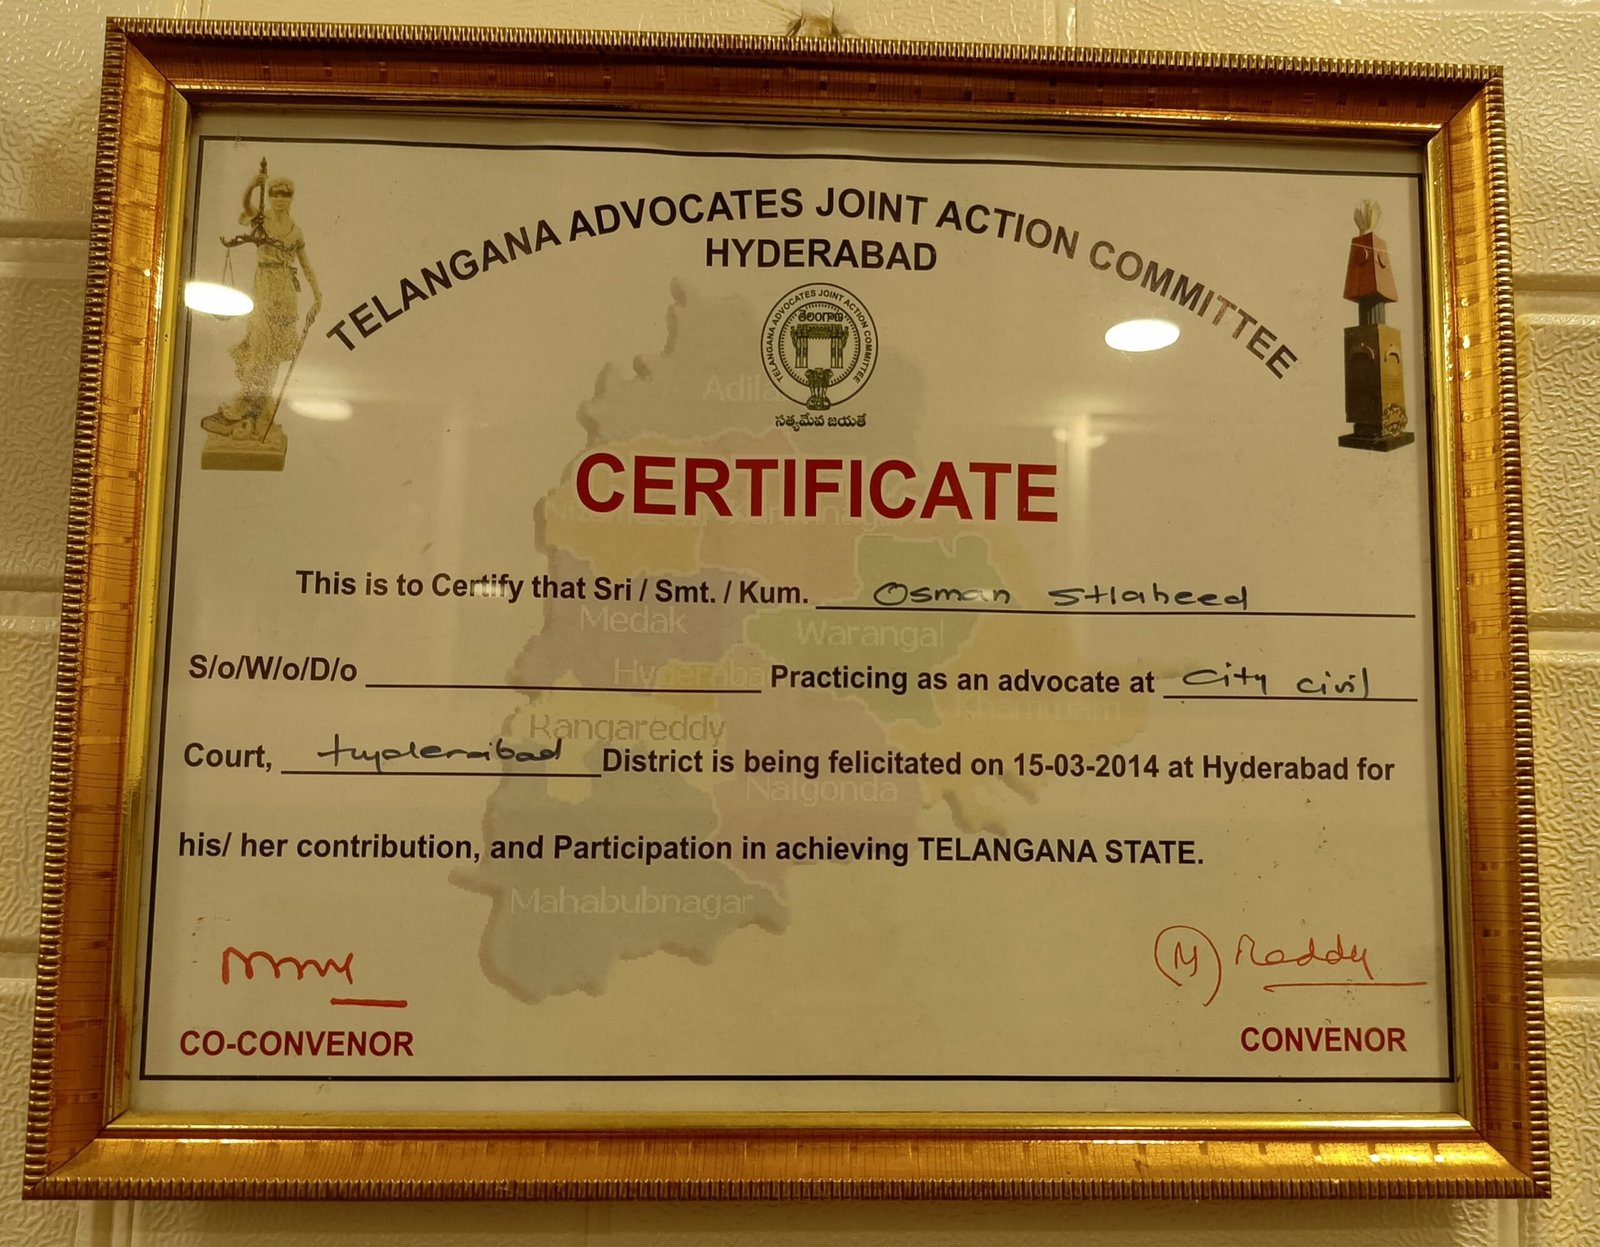 TELANGANA ADVOCATES JOINT ACTION COMMITTEE
HYDERABAD
TELANGANA ADVOCATES JOINT ACTION COMMITTEE
తెలంగాణ
సత్యమేవ జయతే
CERTIFICATE
This is to Certify that Sri / Smt. / Kum. Osman SHaheed
S/o/W/o/D/o Practicing as an advocate at City Civil
Court, Hyderabad District is being felicitated on 15-03-2014 at Hyderabad for
his/ her contribution, and Participation in achieving TELANGANA STATE.
Medak
Warangal
Hyderabad
Rangareddy
Khammam
Nalgonda
Mahabubnagar
M Reddy
CO-CONVENOR
CONVENOR